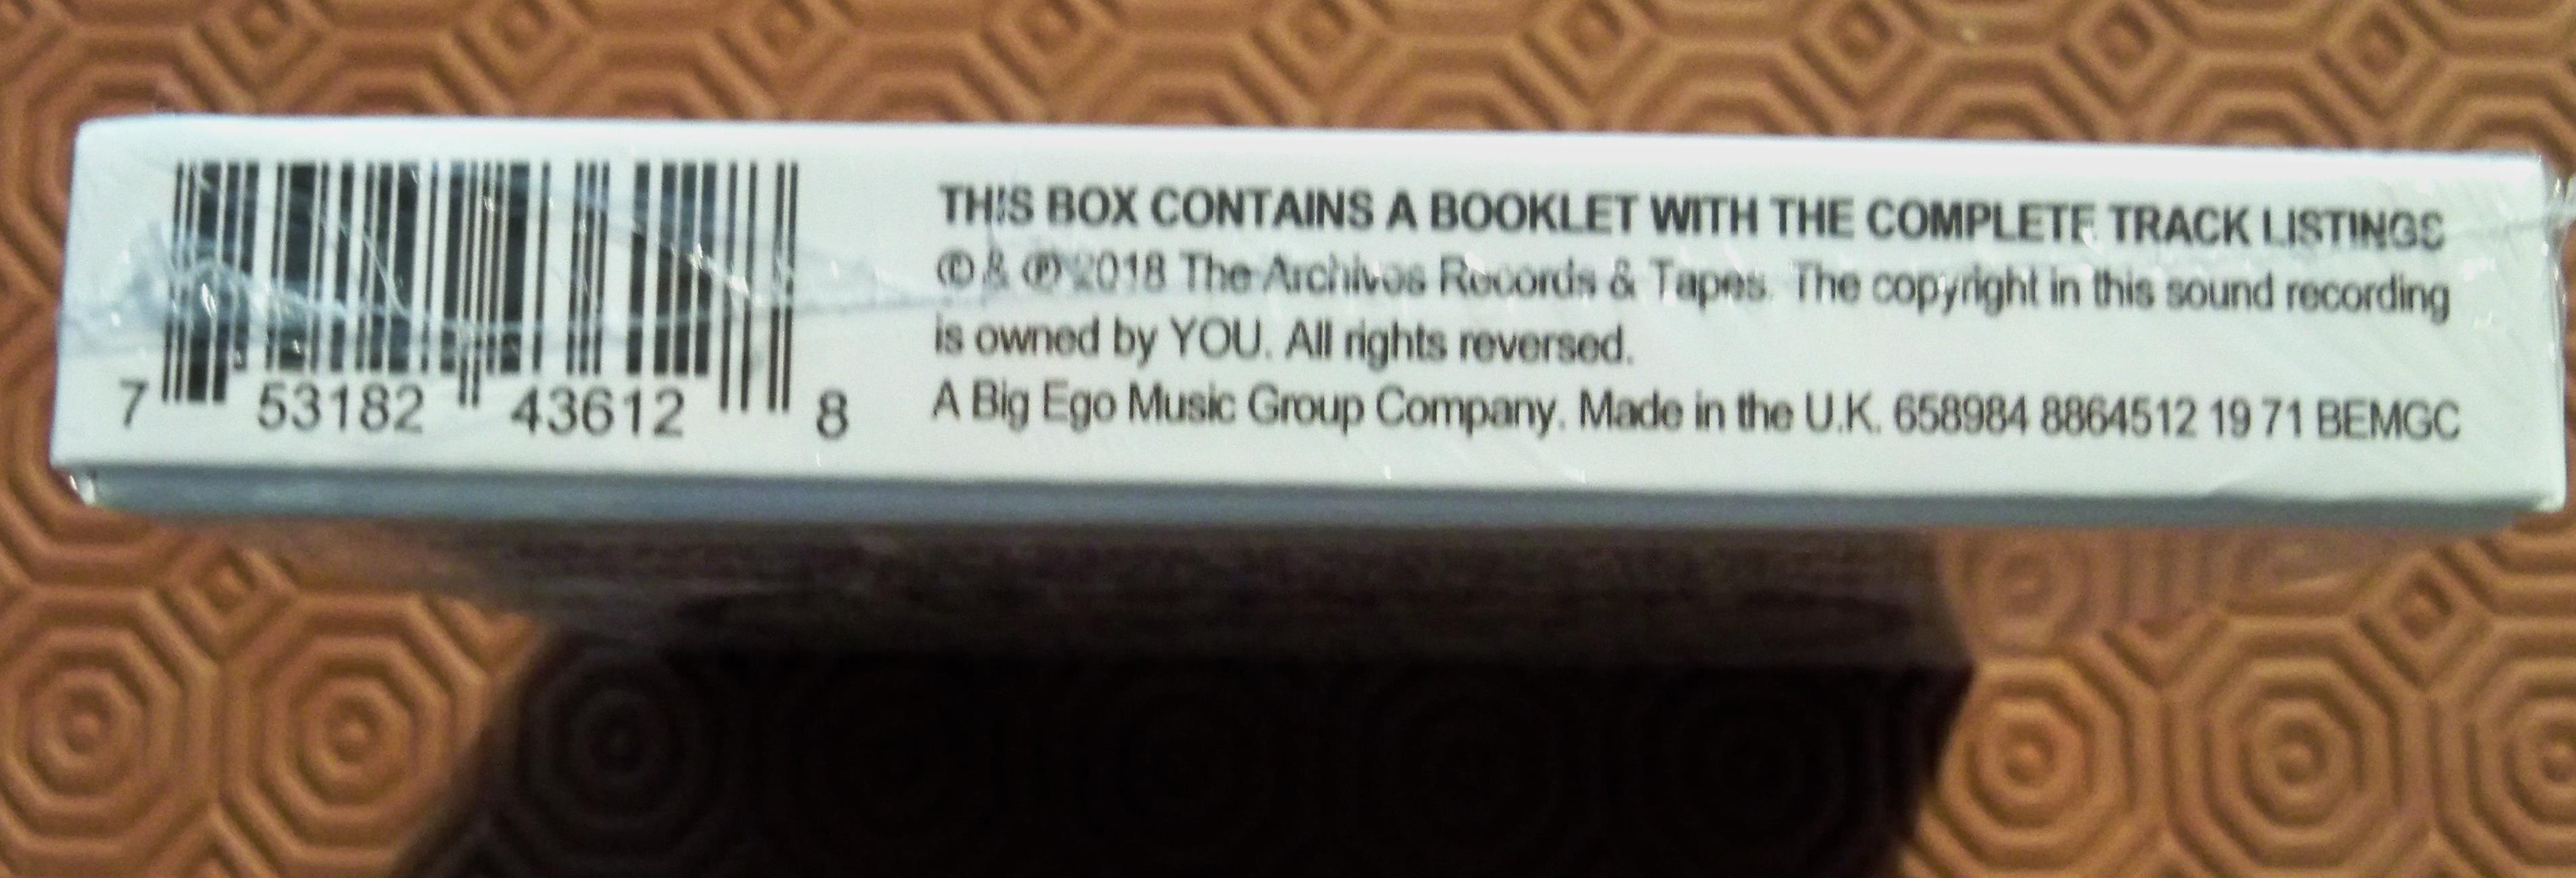 THIS BOX CONTAINS A BOOKLET WITH THE COMPLETE TRACK LISTINGS
© & ℗ 2018 The Archives Records & Tapes. The copyright in this sound recording
is owned by YOU. All rights reversed.
A Big Ego Music Group Company. Made in the U.K. 658984 8864512 19 71 BEMGC
7 53182 43612 8